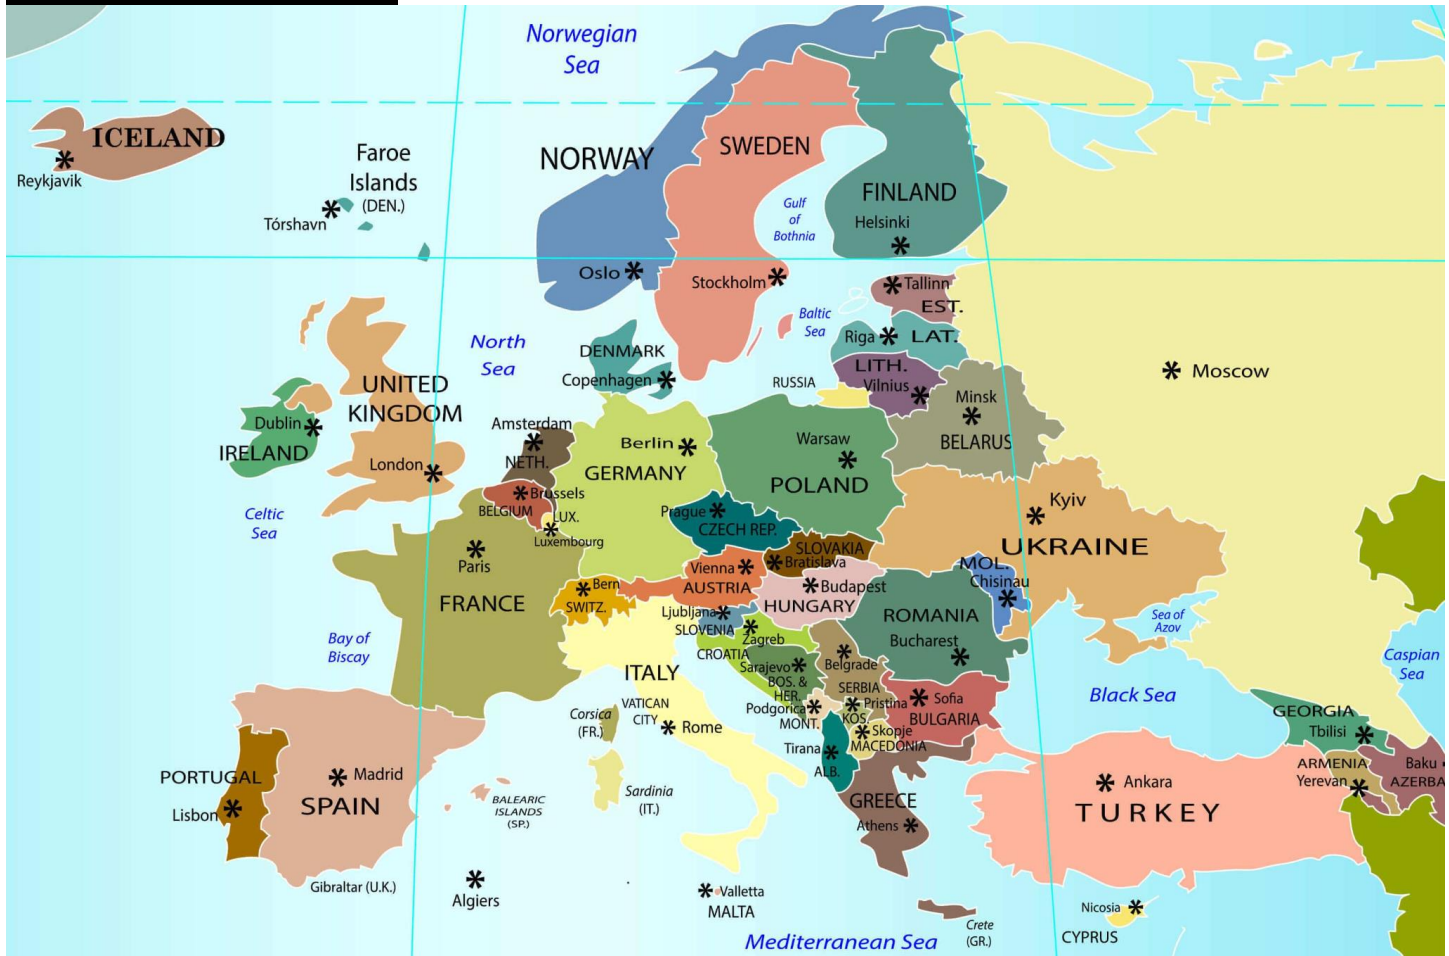 Norwegian
Sea
ICELAND
Reykjavik
Faroe
Islands
(DEN.)
Tórshavn
NORWAY
SWEDEN
FINLAND
Helsinki
Gulf
of
Bothnia
Oslo
Stockholm
Tallinn
EST.
Baltic
Sea
Riga
LAT.
North
Sea
DENMARK
Copenhagen
LITH.
Vilnius
RUSSIA
Moscow
Minsk
BELARUS
UNITED
KINGDOM
Dublin
IRELAND
London
Amsterdam
NETH.
Berlin
GERMANY
Warsaw
POLAND
Brussels
BELGIUM
LUX.
Luxembourg
Prague
CZECH REP.
Kyiv
UKRAINE
Celtic
Sea
Paris
FRANCE
SLOVAKIA
Bratislava
Vienna
AUSTRIA
Bern
SWITZ.
Budapest
HUNGARY
MOL.
Chisinau
ROMANIA
Bucharest
Ljubljana
SLOVENIA
Zagreb
CROATIA
Sea of
Azov
Bay of
Biscay
ITALY
Sarajevo
BOS. &
HER.
Belgrade
SERBIA
Caspian
Sea
Black Sea
VATICAN
CITY
Rome
Corsica
(FR.)
Podgorica
MONT.
Pristina
KOS.
Sofia
BULGARIA
Skopje
MACEDONIA
GEORGIA
Tbilisi
Tirana
ALB.
ARMENIA
Yerevan
Baku
AZERBA
PORTUGAL
Lisbon
Madrid
SPAIN
BALEARIC
ISLANDS
(SP.)
Sardinia
(IT.)
GREECE
Athens
Ankara
TURKEY
Gibraltar (U.K.)
Algiers
Valletta
MALTA
Mediterranean Sea
Crete
(GR.)
Nicosia
CYPRUS